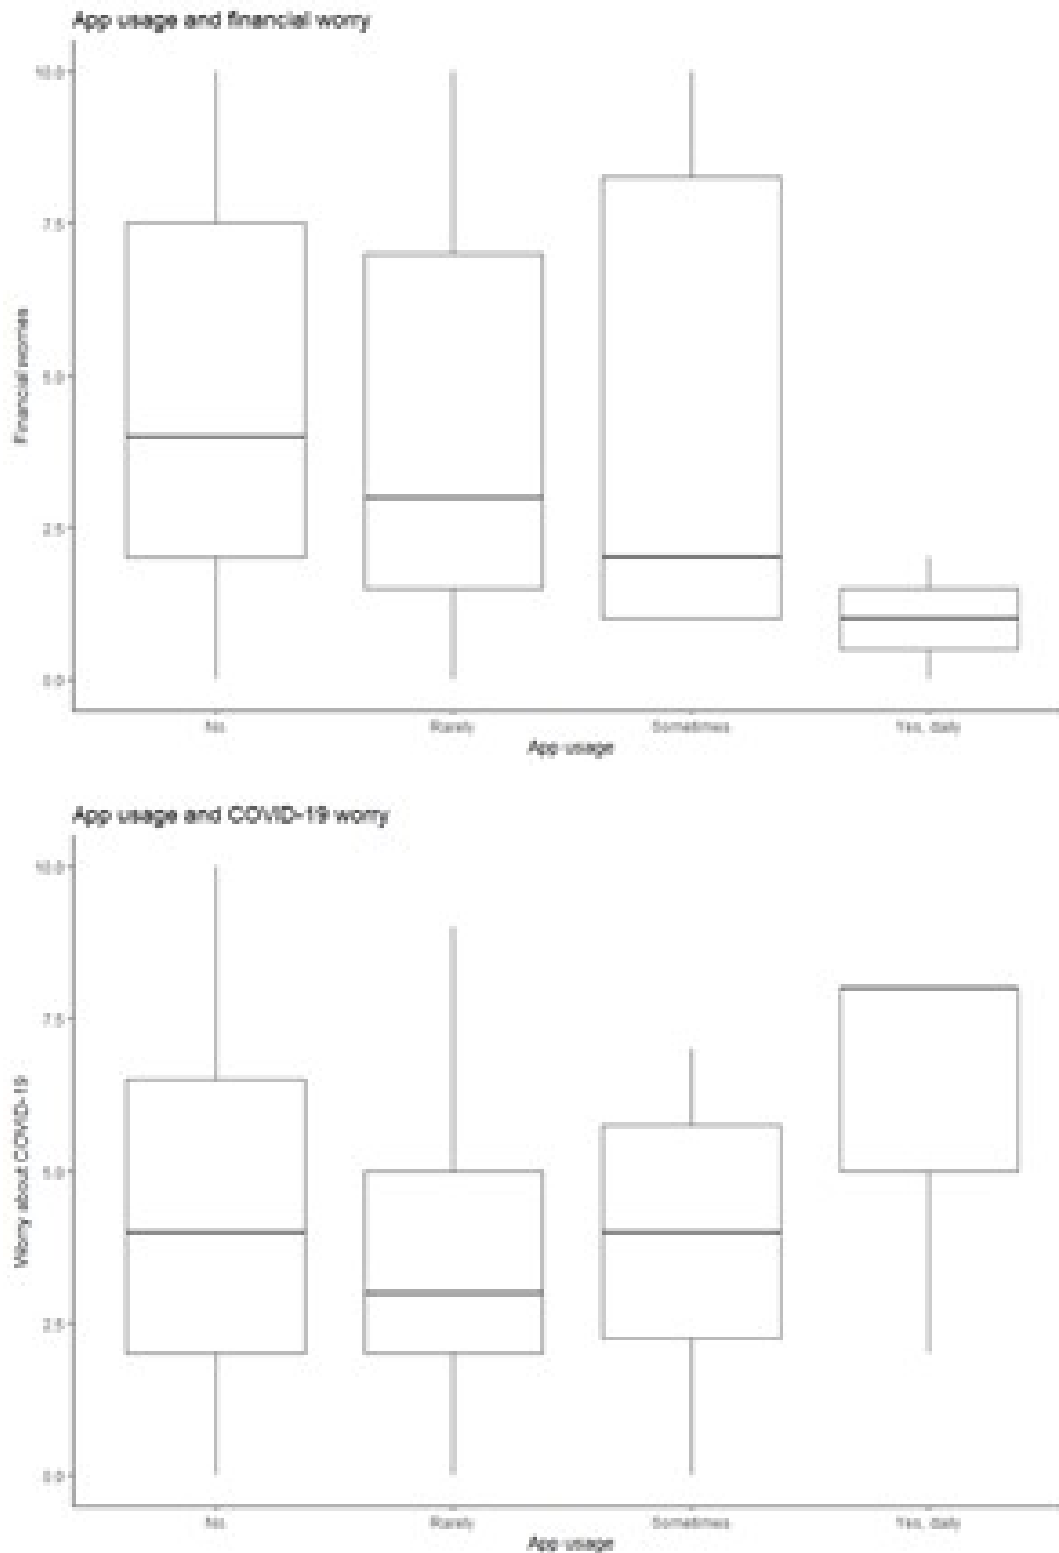 App usage and financial worry
10.0
7.5
5.0
2.5
0.0
Financial worries
No
Rarely
Sometimes
Yes, daily
App usage
App usage and COVID-19 worry
10.0
7.5
5.0
2.5
0.0
Worry about COVID-19
No
Rarely
Sometimes
Yes, daily
App usage